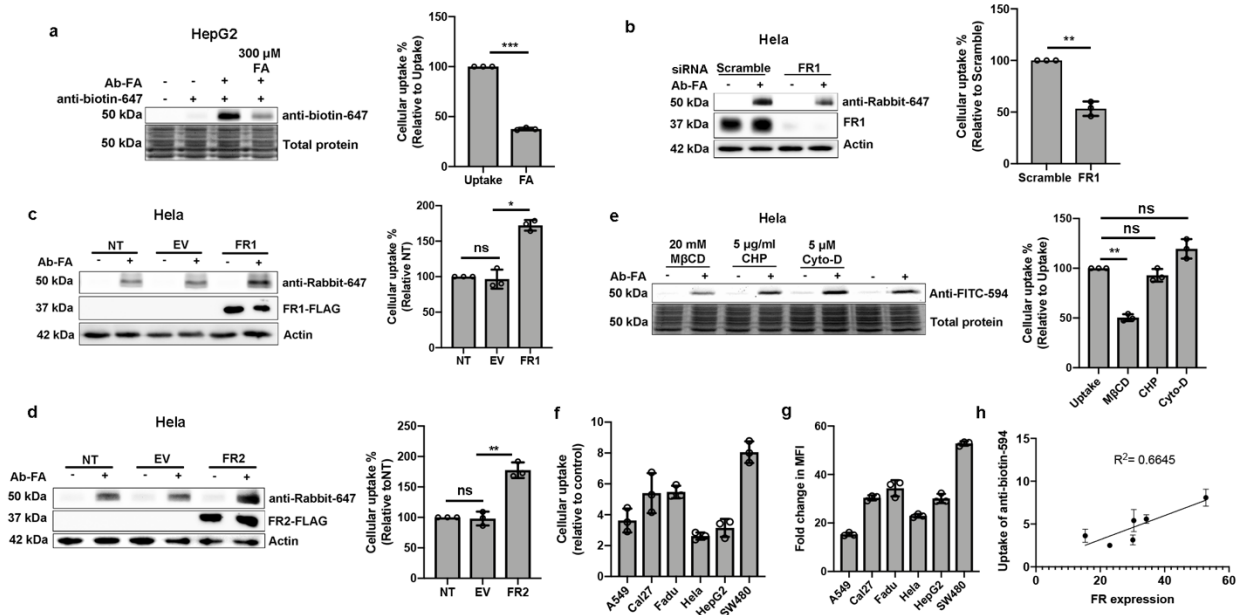 a
HepG2
300 μM
FA
Ab-FA - - + +
anti-biotin-647 - + + +
50 kDa
anti-biotin-647
50 kDa
Total protein
Cellular uptake %
(Relative to Uptake)
150
100
50
0
***
Uptake FA
b
Hela
siRNA Scramble FR1
Ab-FA - + - +
50 kDa
anti-Rabbit-647
37 kDa
FR1
42 kDa
Actin
Cellular uptake %
(Relative to Scramble)
150
100
50
0
**
Scramble FR1
c
Hela
NT EV FR1
Ab-FA - + - + - +
50 kDa
anti-Rabbit-647
37 kDa
FR1-FLAG
42 kDa
Actin
Cellular uptake %
(Relative NT)
200
150
100
50
0
ns
*
NT EV FR1
e
Hela
20 mM
MβCD
5 μg/ml
CHP
5 μM
Cyto-D
Ab-FA - + - + - + - +
50 kDa
Anti-FITC-594
50 kDa
Total protein
Cellular uptake %
(Relative to Uptake)
150
100
50
0
ns
ns
**
Uptake MβCD CHP Cyto-D
d
Hela
NT EV FR2
Ab-FA - + - + - +
50 kDa
anti-Rabbit-647
37 kDa
FR2-FLAG
42 kDa
Actin
Cellular uptake %
(Relative toNT)
200
150
100
50
0
ns
**
NT EV FR2
f
Cellular uptake
(relative to control)
10
8
6
4
2
0
A549 Cal27 Fadu Hela HepG2 SW480
g
Fold change in MFI
60
40
20
0
A549 Cal27 Fadu Hela HepG2 SW480
h
Uptake of anti-biotin-594
15
10
5
0
R2= 0.6645
0 20 40 60
FR expression